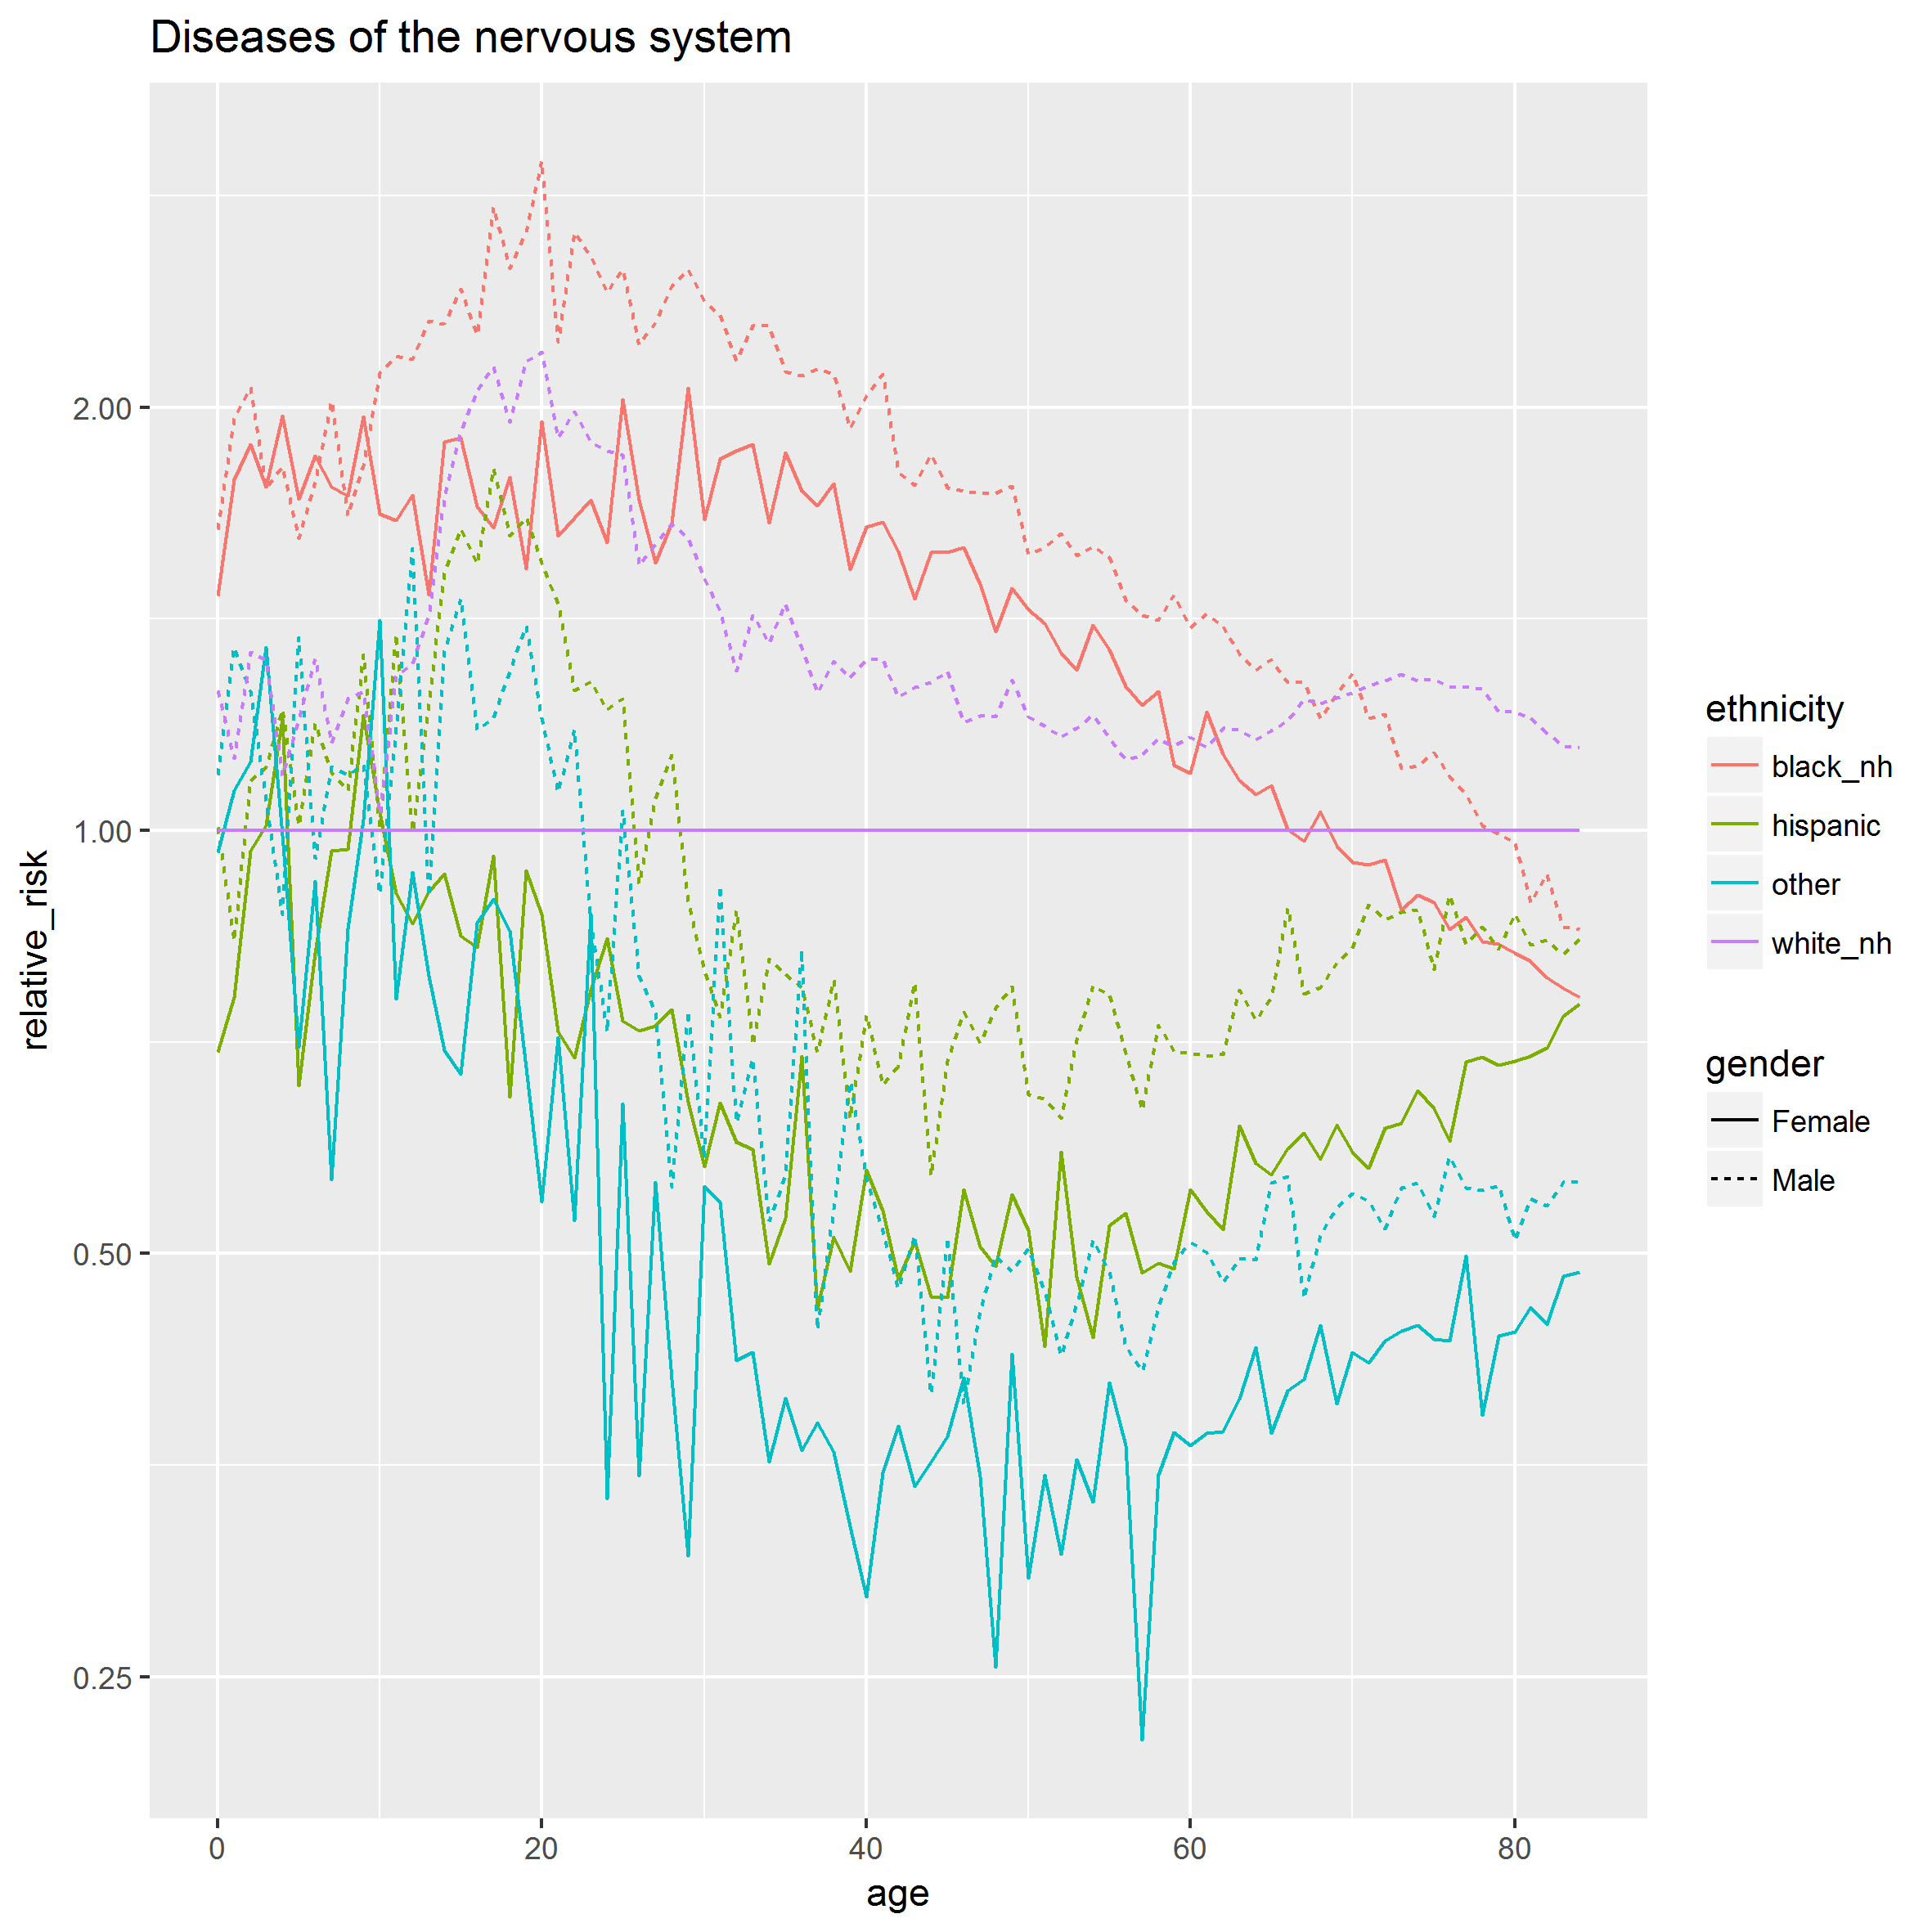 Diseases of the nervous system
relative_risk
2.00
1.00
0.50
0.25
0 20 40 60 80
age
ethnicity
black_nh
hispanic
other
white_nh
gender
Female
Male